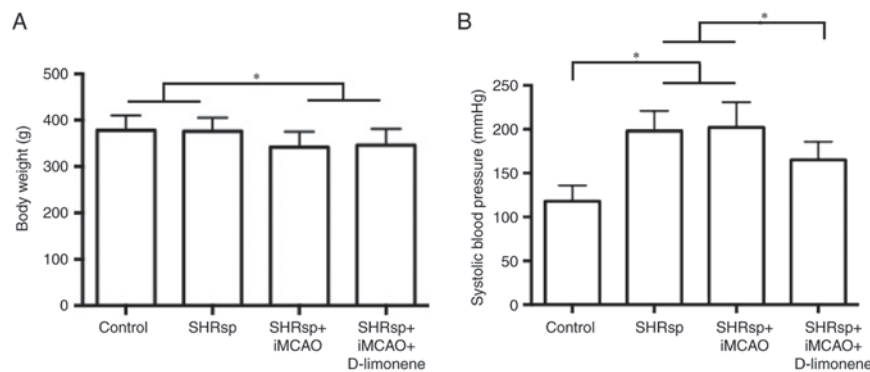 A
Body weight (g)
500
400
300
200
100
0
*
Control
SHRsp
SHRsp+
iMCAO
SHRsp+
iMCAO+
D-limonene
B
Systolic blood pressure (mmHg)
250
200
150
100
50
0
*
*
Control
SHRsp
SHRsp+
iMCAO
SHRsp+
iMCAO+
D-limonene